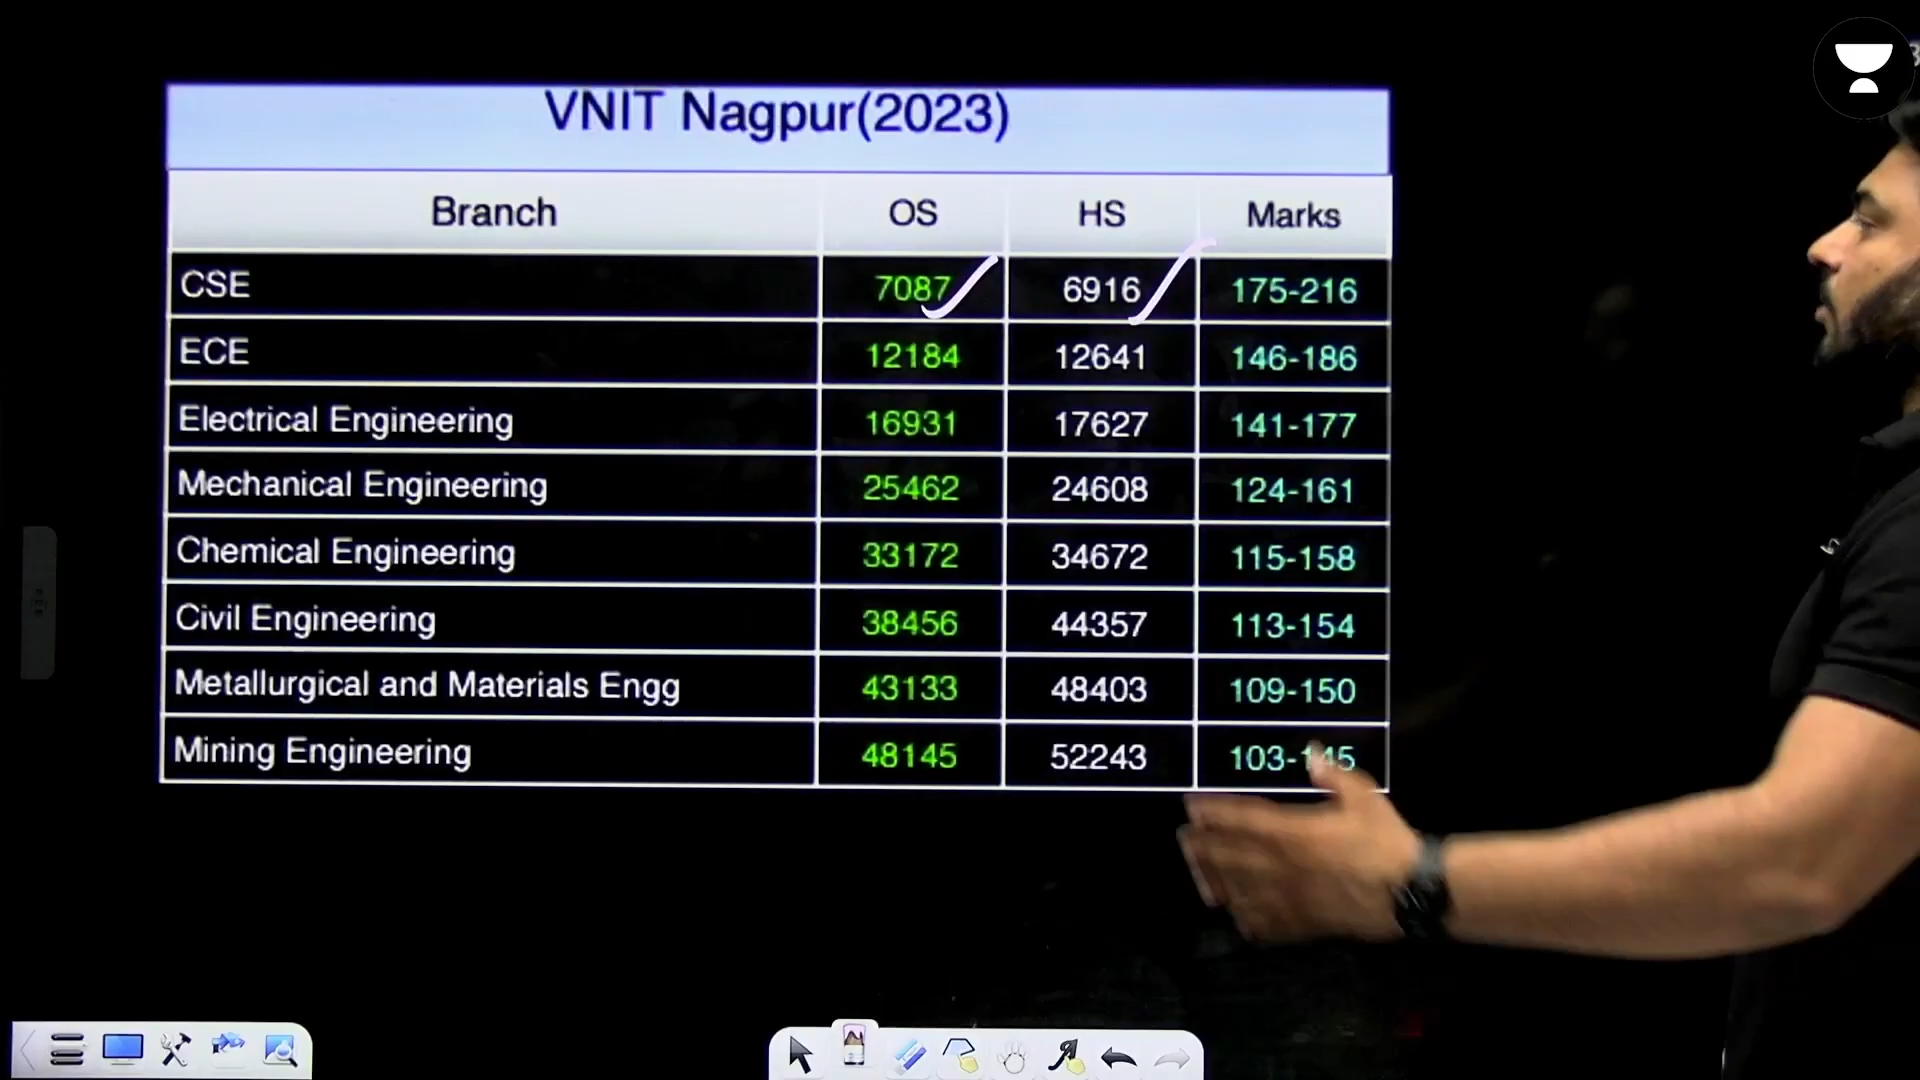 VNIT Nagpur(2023)
Branch OS HS Marks
CSE 7087 6916 175-216
ECE 12184 12641 146-186
Electrical Engineering 16931 17627 141-177
Mechanical Engineering 25462 24608 124-161
Chemical Engineering 33172 34672 115-158
Civil Engineering 38456 44357 113-154
Metallurgical and Materials Engg 43133 48403 109-150
Mining Engineering 48145 52243 103-145